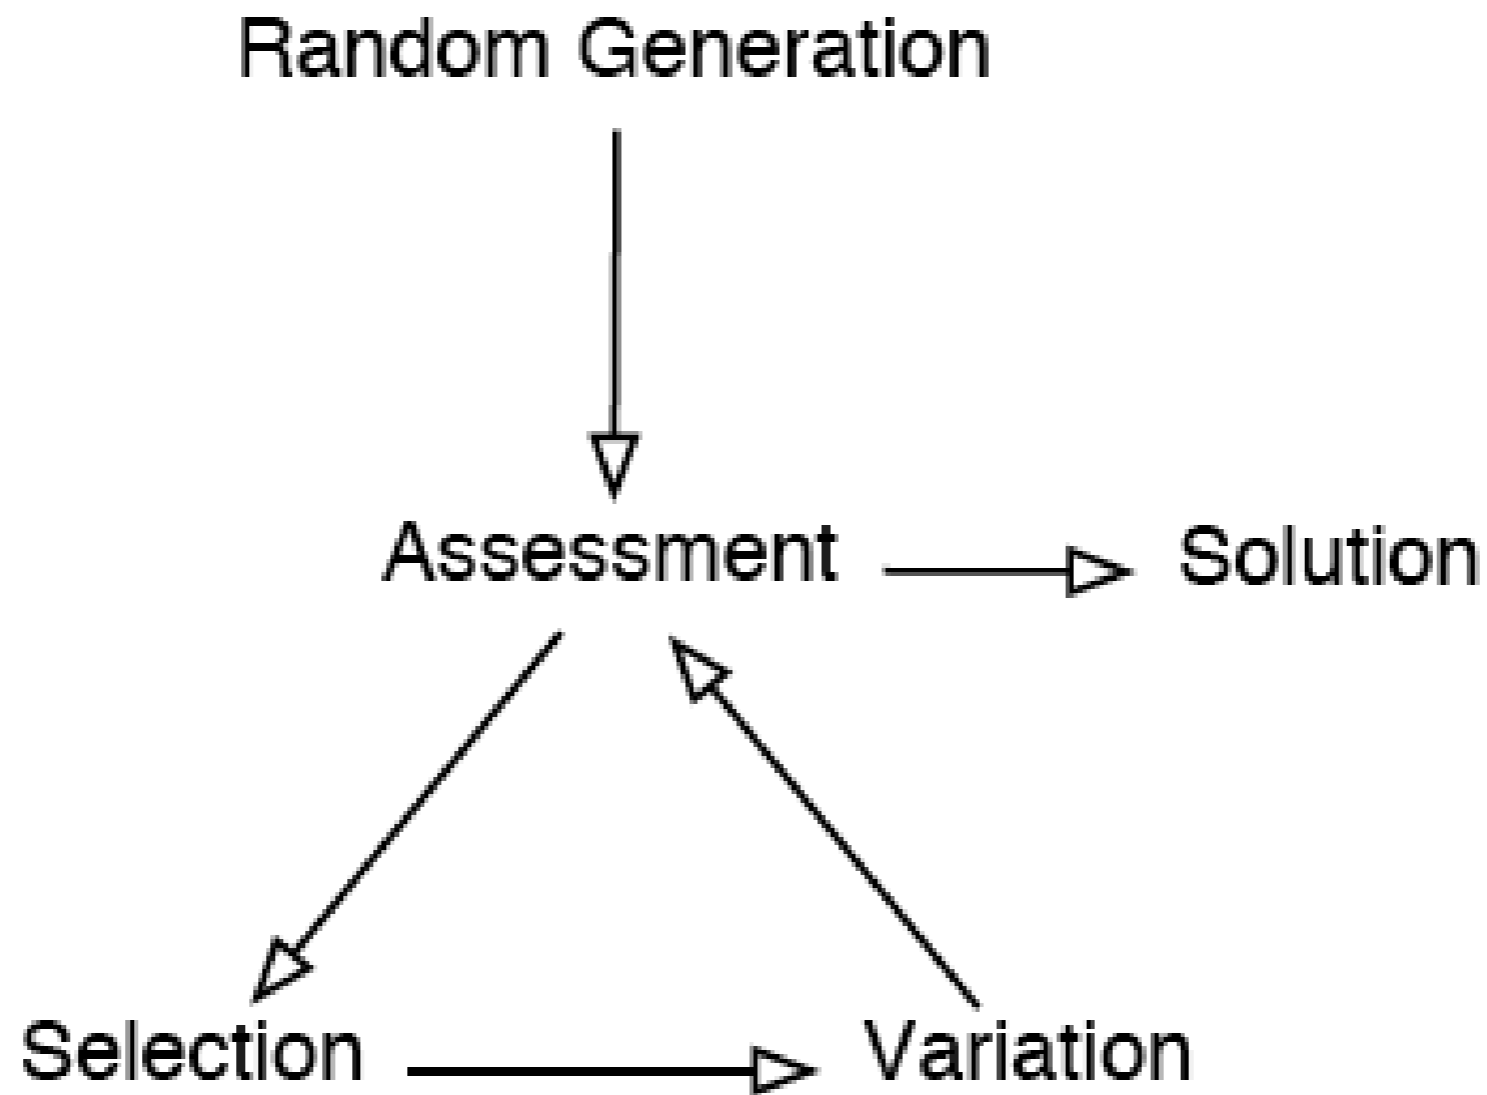 Random Generation
Assessment
Solution
Selection
Variation